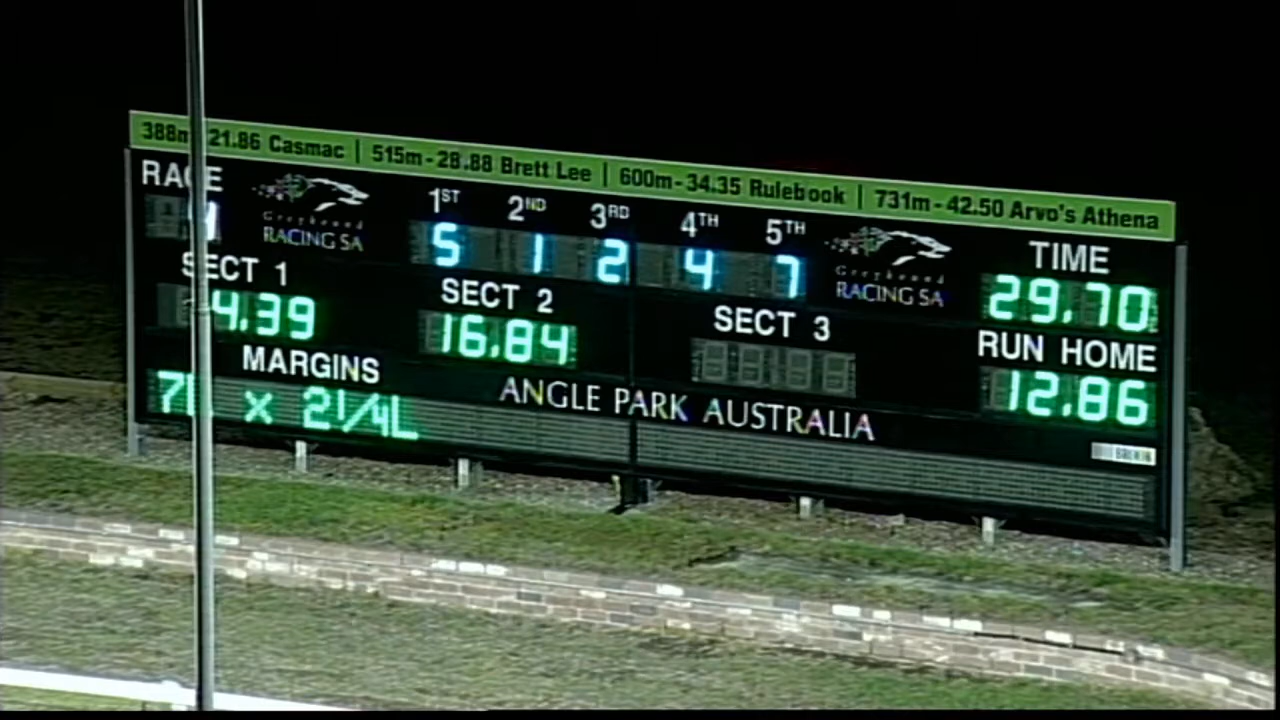 388m 21.86 Casmac | 515m - 28.88 Brett Lee | 600m - 34.35 Rulebook | 731m - 42.50 Arvo's Athena
RACE
Greyhound
RACING SA
1ST 2ND 3RD 4TH 5TH
5 1 2 4 7
Greyhound
RACING SA
TIME
29.70
SECT 1
4.39
SECT 2
16.84
SECT 3
RUN HOME
12.86
MARGINS
7L x 2 1/4L
ANGLE PARK AUSTRALIA